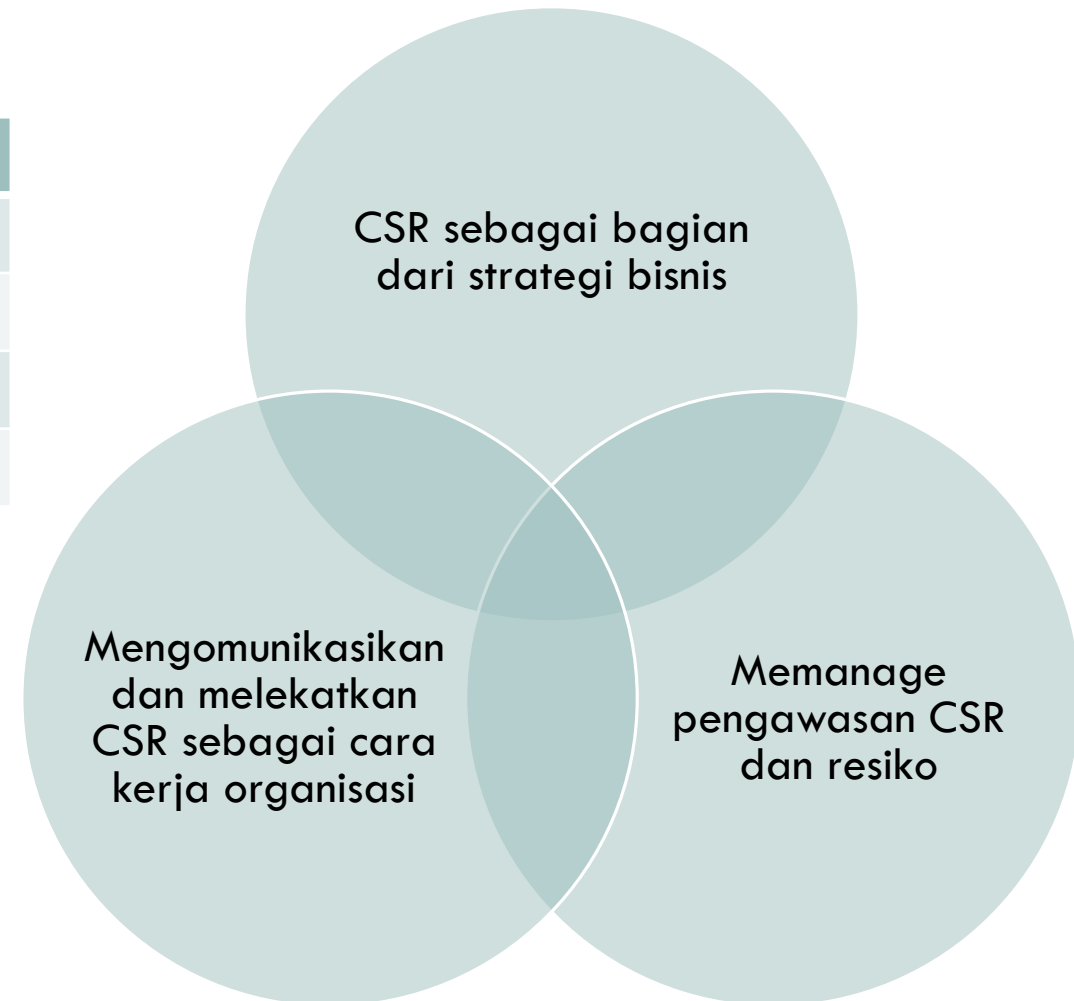 CSR sebagai bagian
dari strategi bisnis
Mengomunikasikan
dan melekatkan
CSR sebagai cara
kerja organisasi
Memanage
pengawasan CSR
dan resiko